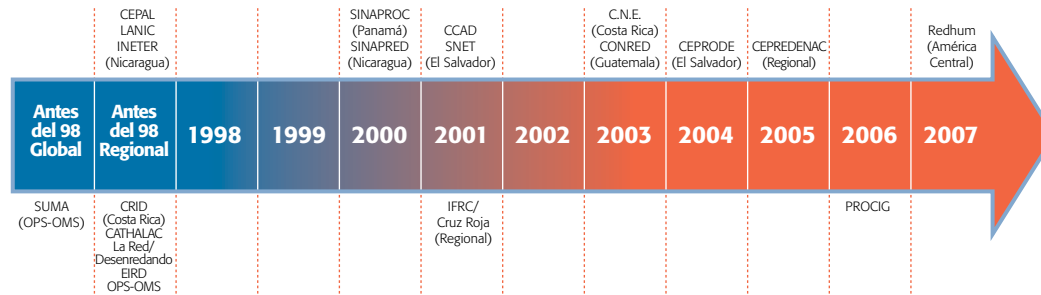 CEPAL
LANIC
INETER
(Nicaragua)
SINAPROC
(Panamá)
SINAPRED
(Nicaragua)
CCAD
SNET
(El Salvador)
C.N.E.
(Costa Rica)
CONRED
(Guatemala)
CEPRODE
(El Salvador)
CEPREDENAC
(Regional)
Redhum
(América
Central)
Antes
del 98
Global
Antes
del 98
Regional
1998
1999
2000
2001
2002
2003
2004
2005
2006
2007
SUMA
(OPS-OMS)
CRID
(Costa Rica)
CATHALAC
La Red/
Desenredando
EIRD
OPS-OMS
IFRC/
Cruz Roja
(Regional)
PROCIG